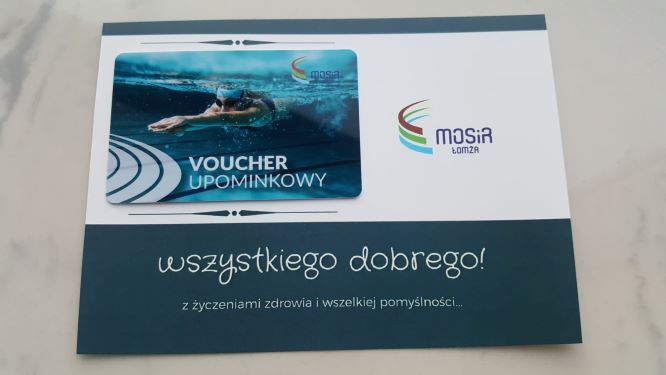 MOSiR
VOUCHER
UPOMINKOWY
MOSiR
ŁOMŻA
wszystkiego dobrego!
z życzeniami zdrowia i wszelkiej pomyślności...